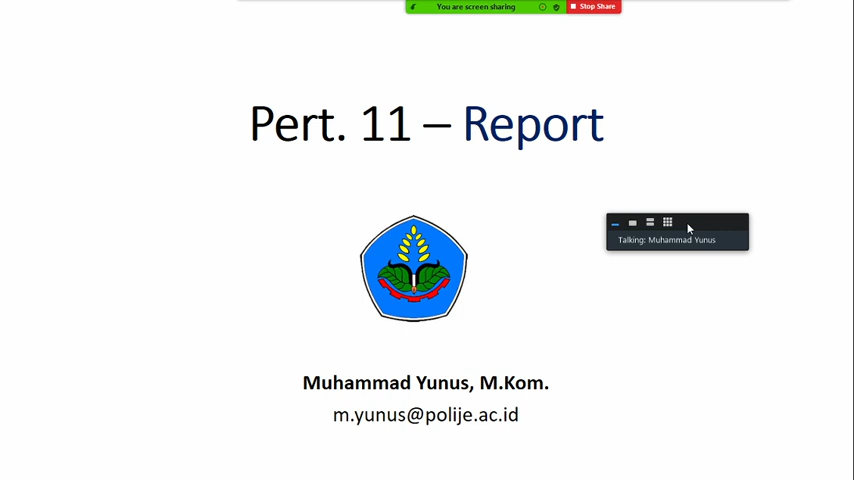 You are screen sharing
Stop Share
Pert. 11 – Report
Talking: Muhammad Yunus
Muhammad Yunus, M.Kom.
m.yunus@polije.ac.id